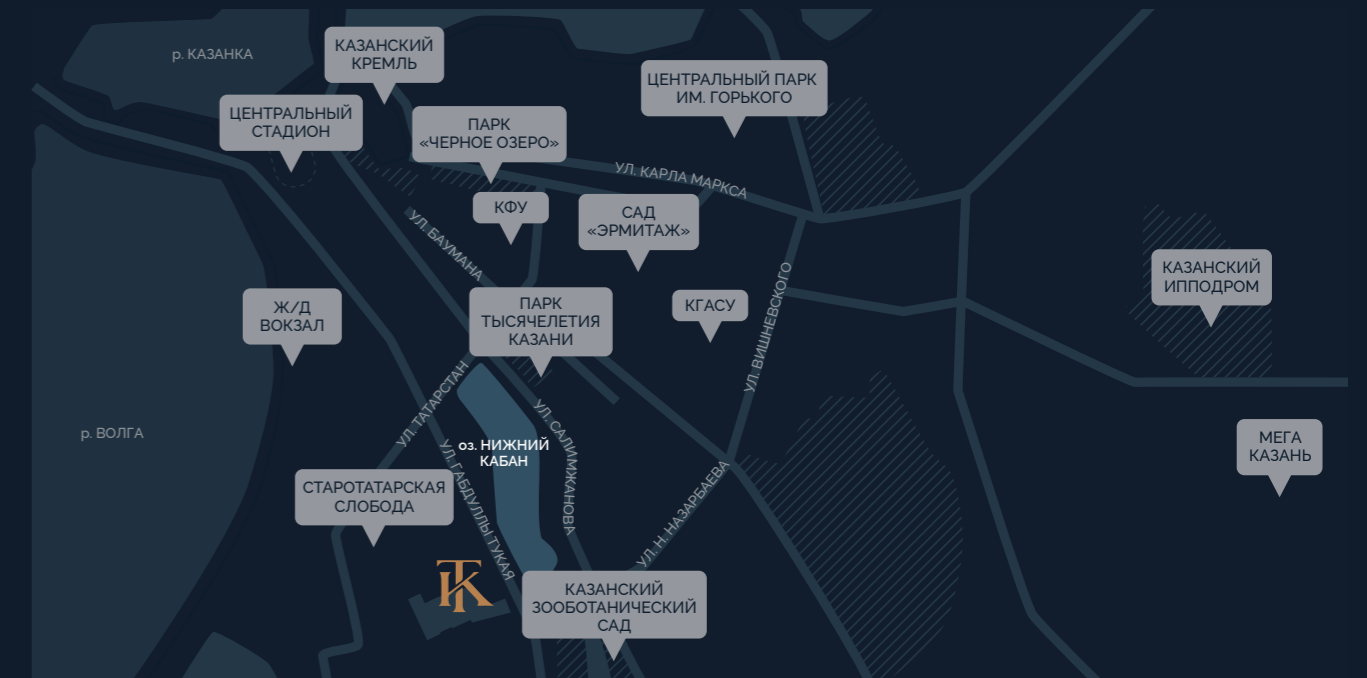 р. КАЗАНКА
КАЗАНСКИЙ
КРЕМЛЬ
ЦЕНТРАЛЬНЫЙ ПАРК
ИМ. ГОРЬКОГО
ЦЕНТРАЛЬНЫЙ
СТАДИОН
ПАРК
«ЧЕРНОЕ ОЗЕРО»
УЛ. КАРЛА МАРКСА
КФУ
САД
«ЭРМИТАЖ»
УЛ. БАУМАНА
КАЗАНСКИЙ
ИППОДРОМ
Ж/Д
ВОКЗАЛ
ПАРК
ТЫСЯЧЕЛЕТИЯ
КАЗАНИ
КГАСУ
УЛ. ВИШНЕВСКОГО
УЛ. ТАТАРСТАН
р. ВОЛГА
оз. НИЖНИЙ
КАБАН
УЛ. САЛИМЖАНОВА
МЕГА
КАЗАНЬ
УЛ. ГАБДУЛЛЫ ТУКАЯ
СТАРОТАТАРСКАЯ
СЛОБОДА
УЛ. Н. НАЗАРБАЕВА
ТК
КАЗАНСКИЙ
ЗООБОТАНИЧЕСКИЙ
САД